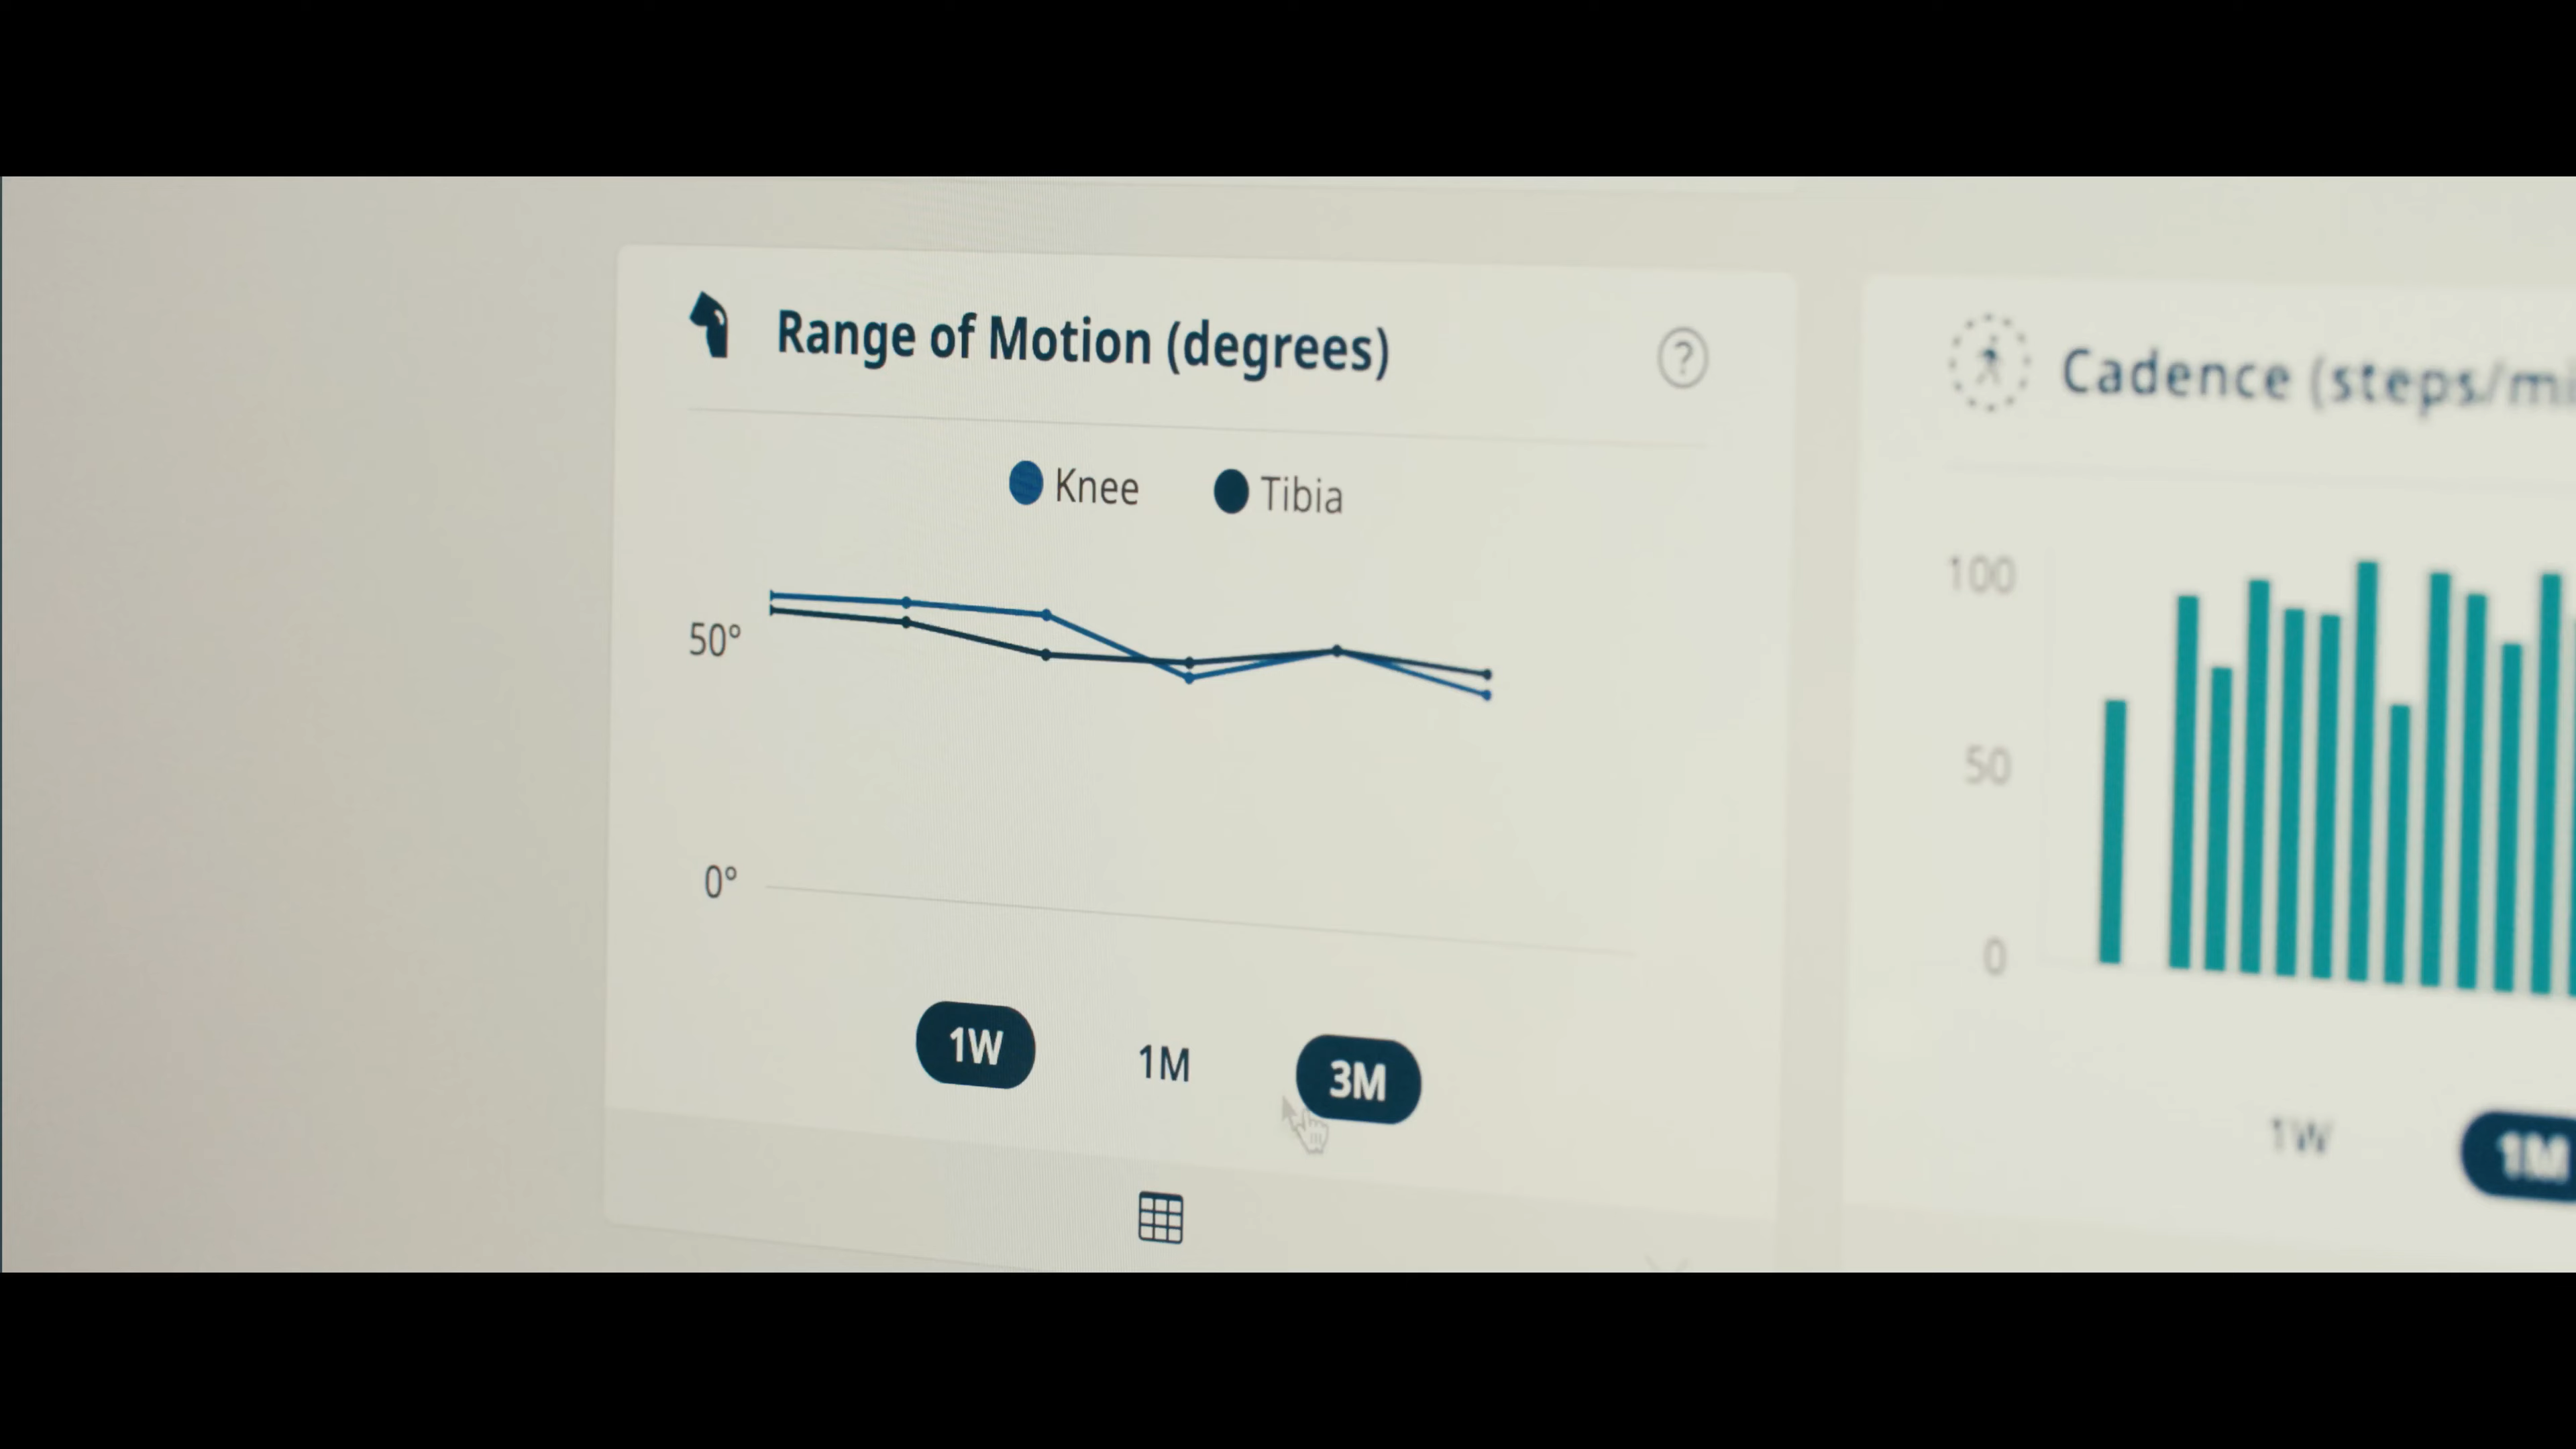 Range of Motion (degrees)
?
Knee
Tibia
50°
0°
1W
1M
3M
Cadence (steps/mi
100
50
0
1W
1M